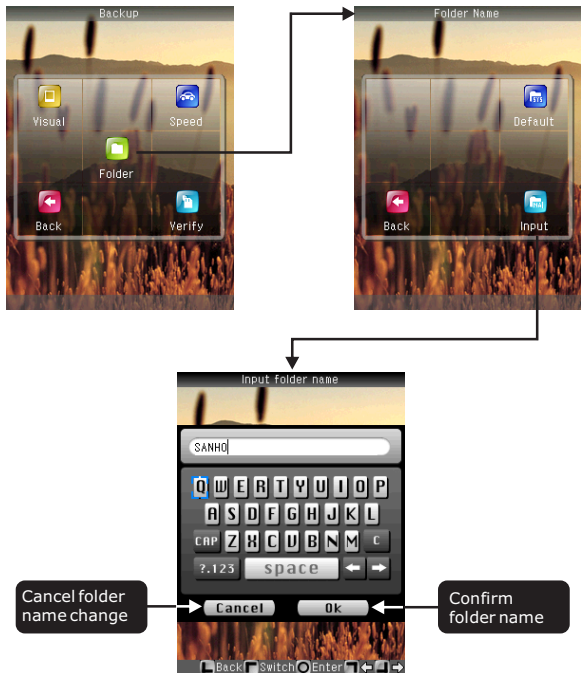 Backup
Visual
Speed
Folder
Back
Verify
Folder Name
SYS
Default
Back
Input
Input folder name
SANHO
Q W E R T Y U I O P
A S D F G H J K L
CAP Z X C V B N M C
?.123 space
Cancel Ok
Cancel folder
name change
Confirm
folder name
Back Switch Enter